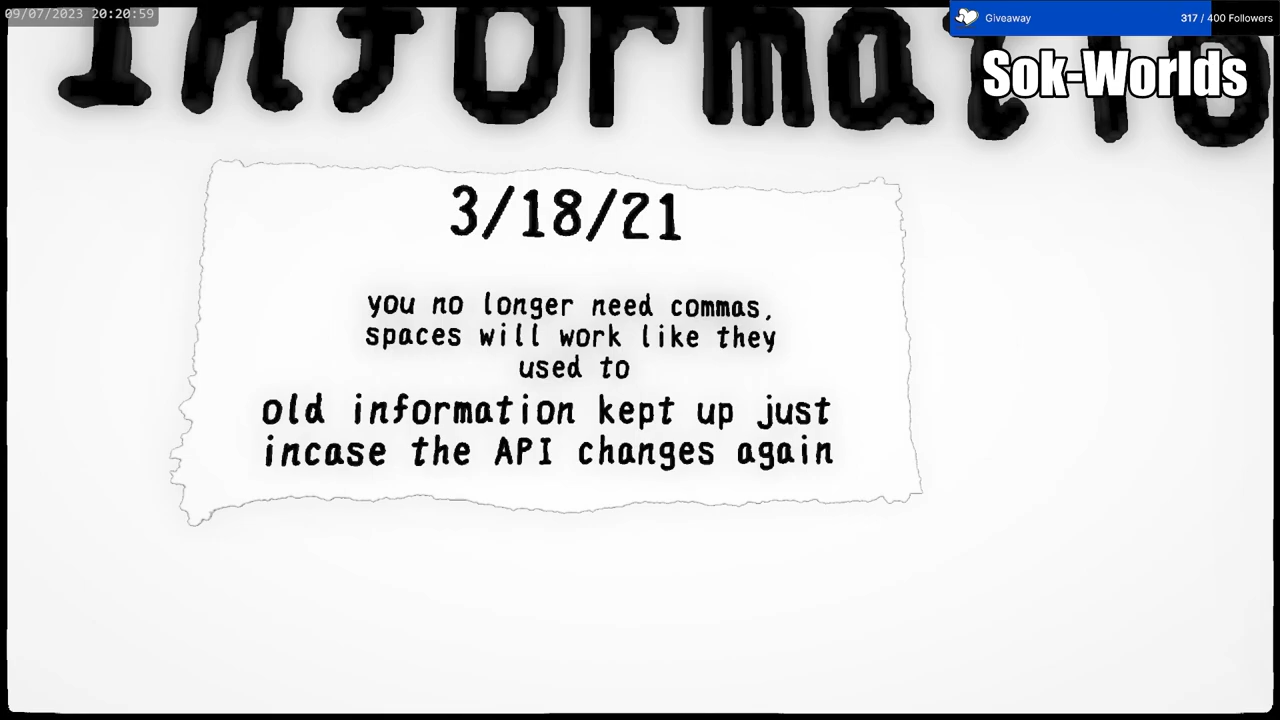 09/07/2023 20:20:59
Giveaway
317 / 400 Followers
Informatio
Sok-Worlds
3/18/21
you no longer need commas,
spaces will work like they
used to
old information kept up just
incase the API changes again